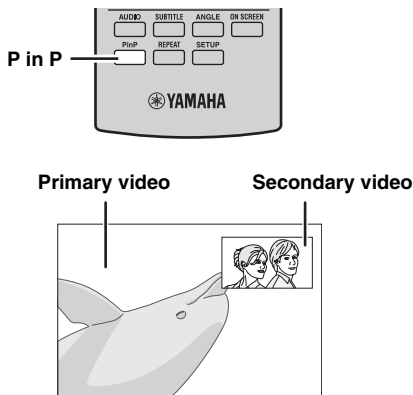 AUDIO SUBTITLE ANGLE ON SCREEN
PinP REPEAT SETUP
P in P
YAMAHA
Primary video Secondary video